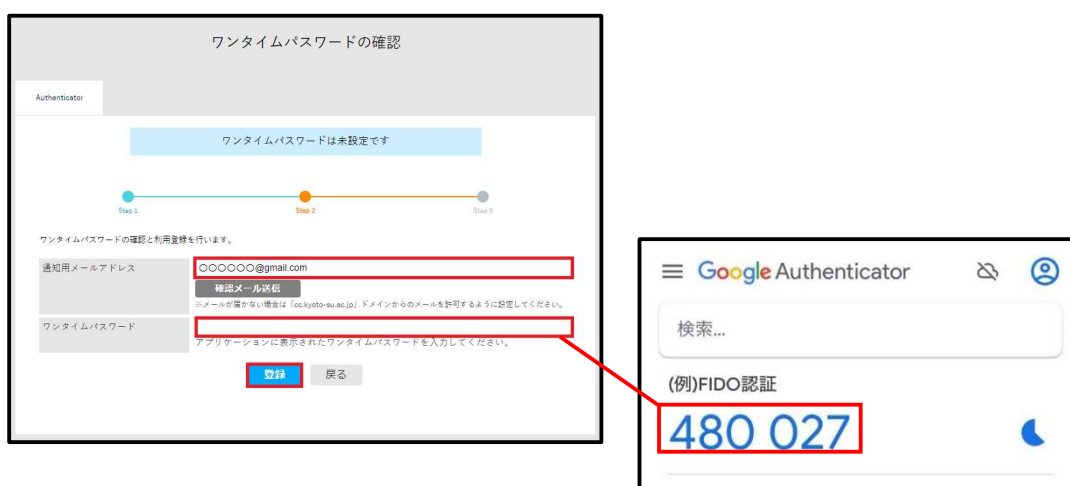 ワンタイムパスワードの確認
Authenticator
ワンタイムパスワードは未設定です
Step 1
Step 2
Step 3
ワンタイムパスワードの確認と利用登録を行います。
通知用メールアドレス
○○○○○○@gmail.com
確認メール送信
※メールが届かない場合は「cc.kyoto-su.ac.jp」ドメインからのメールを許可するように設定してください。
ワンタイムパスワード
アプリケーションに表示されたワンタイムパスワードを入力してください。
登録 戻る
Google Authenticator
検索...
(例)FIDO認証
480 027